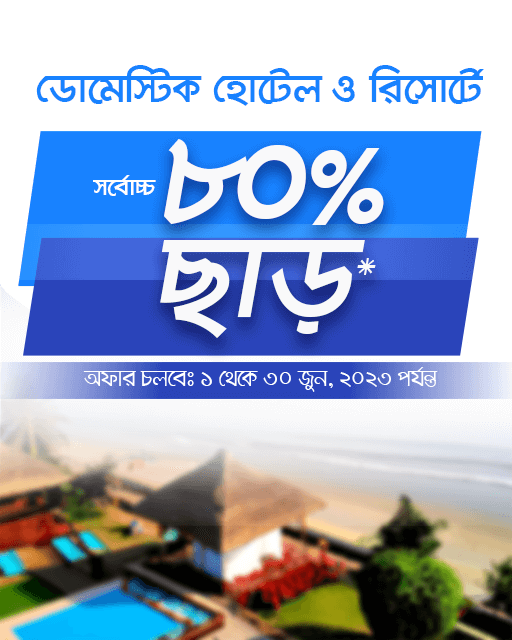 ডোমেস্টিক হোটেল ও রিসোর্টে
সর্বোচ্চ ৮০%
ছাড়*
অফার চলবেঃ ১ থেকে ৩০ জুন, ২০২৩ পর্যন্ত